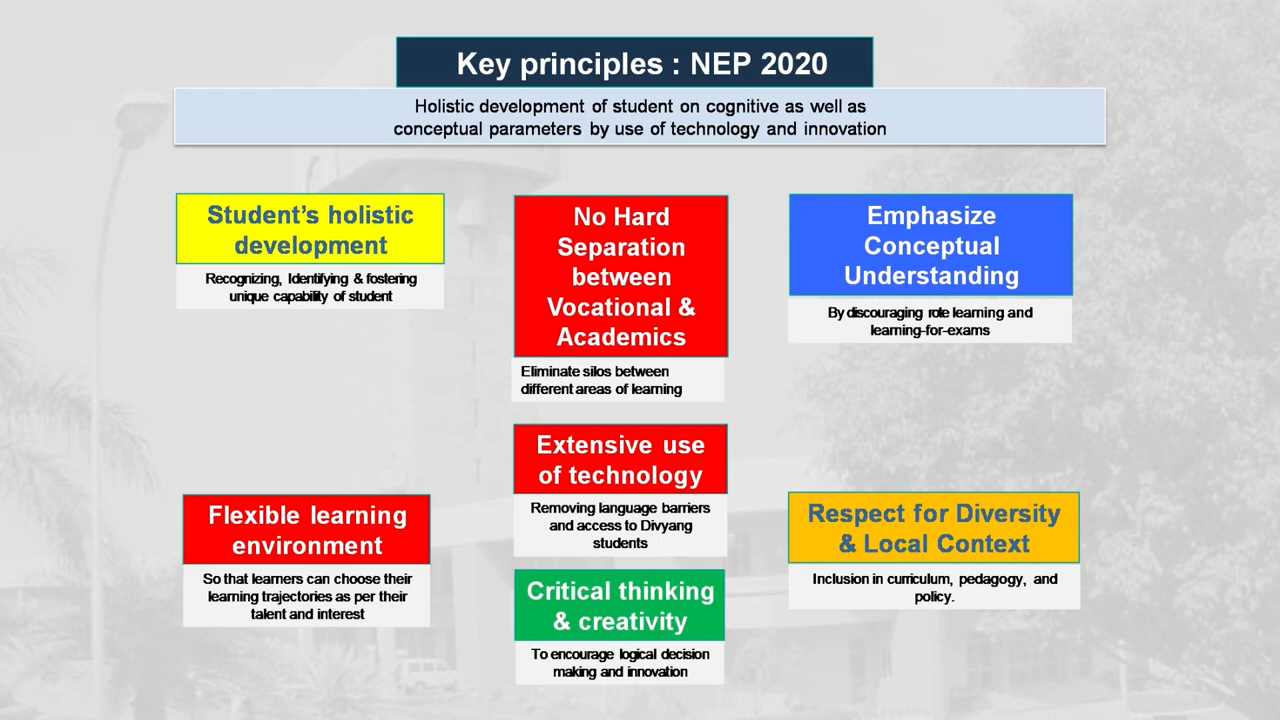 Key principles : NEP 2020
Holistic development of student on cognitive as well as
conceptual parameters by use of technology and innovation
Student's holistic
development
Recognizing, Identifying & fostering
unique capability of student
No Hard
Separation
between
Vocational &
Academics
Eliminate silos between
different areas of learning
Emphasize
Conceptual
Understanding
By discouraging rote learning and
learning-for-exams
Flexible learning
environment
So that learners can choose their
learning trajectories as per their
talent and interest
Extensive use
of technology
Removing language barriers
and access to Divyang
students
Critical thinking
& creativity
To encourage logical decision
making and innovation
Respect for Diversity
& Local Context
Inclusion in curriculum, pedagogy, and
policy.